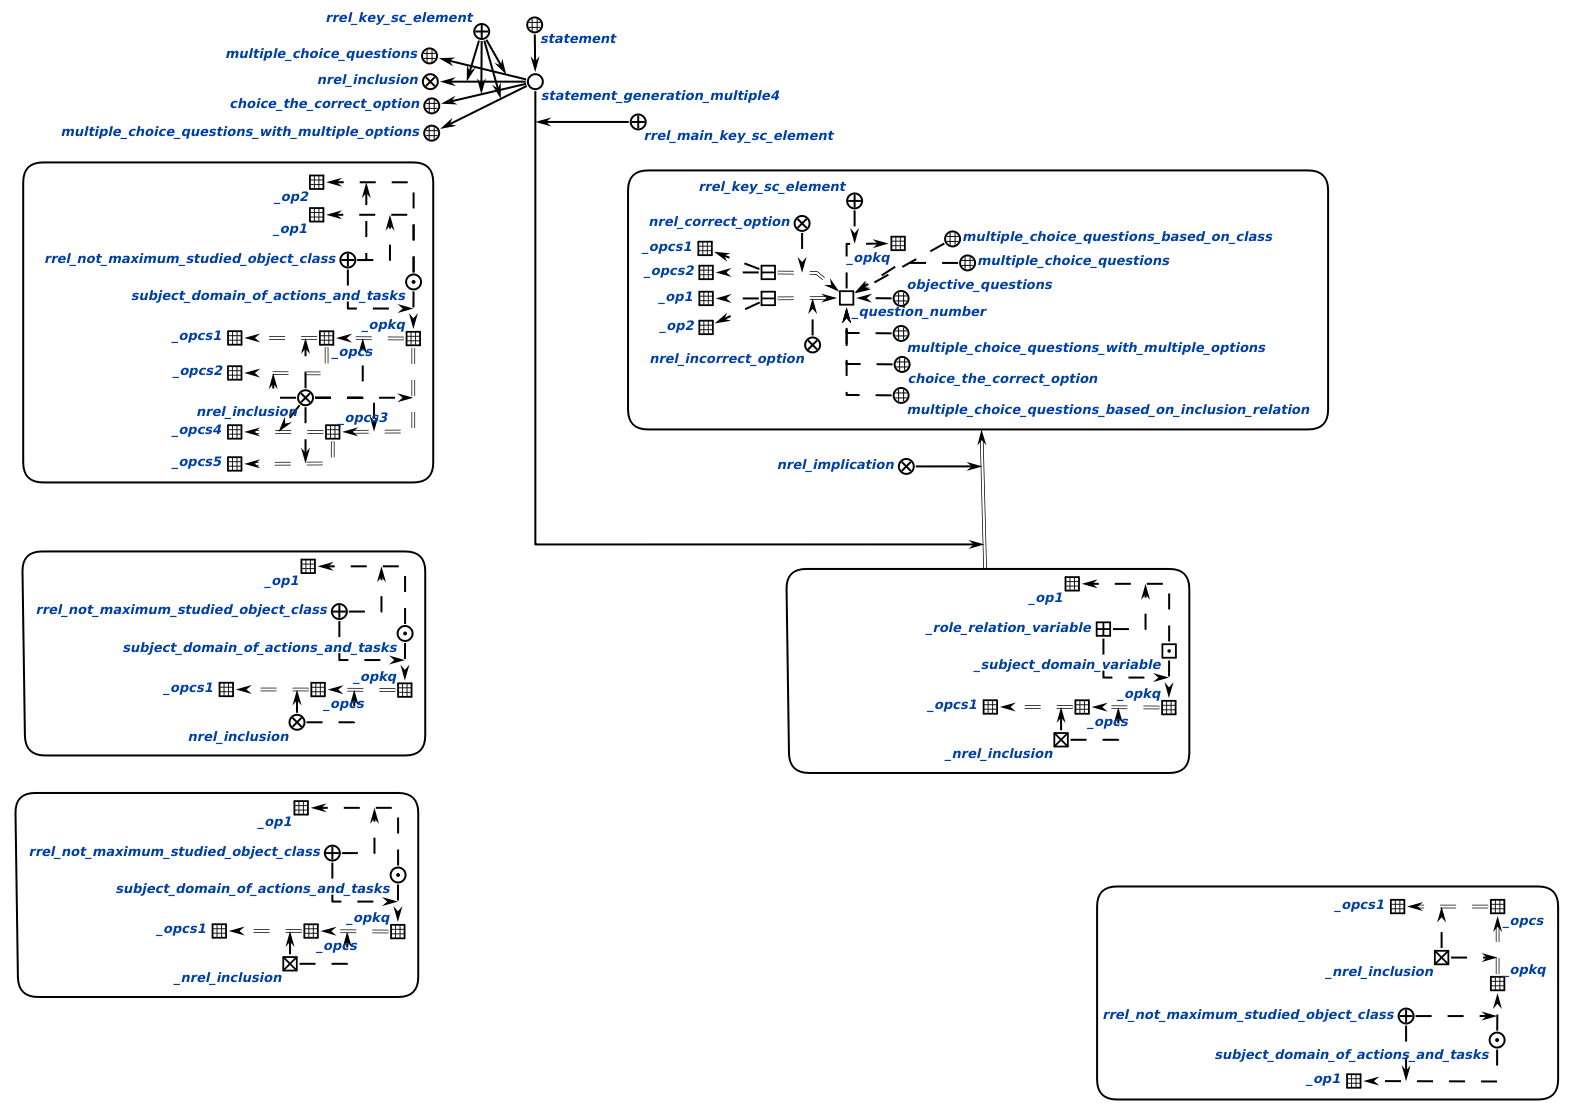 rrel_key_sc_element
statement
multiple_choice_questions
nrel_inclusion
choice_the_correct_option
statement_generation_multiple4
multiple_choice_questions_with_multiple_options
rrel_main_key_sc_element
_op2
_op1
rrel_not_maximum_studied_object_class
subject_domain_of_actions_and_tasks
_opkq
_opcs1
_opcs
_opcs2
nrel_inclusion
_opcs3
_opcs4
_opcs5
rrel_key_sc_element
nrel_correct_option
multiple_choice_questions_based_on_class
_opcs1
_opkq
multiple_choice_questions
_opcs2
objective_questions
_op1
_question_number
_op2
multiple_choice_questions_with_multiple_options
nrel_incorrect_option
choice_the_correct_option
multiple_choice_questions_based_on_inclusion_relation
nrel_implication
_op1
rrel_not_maximum_studied_object_class
subject_domain_of_actions_and_tasks
_opkq
_opcs1
_opcs
nrel_inclusion
_op1
_role_relation_variable
_subject_domain_variable
_opkq
_opcs1
_opcs
_nrel_inclusion
_op1
rrel_not_maximum_studied_object_class
subject_domain_of_actions_and_tasks
_opkq
_opcs1
_opcs
_nrel_inclusion
_opcs1
_opcs
_nrel_inclusion
_opkq
rrel_not_maximum_studied_object_class
subject_domain_of_actions_and_tasks
_op1